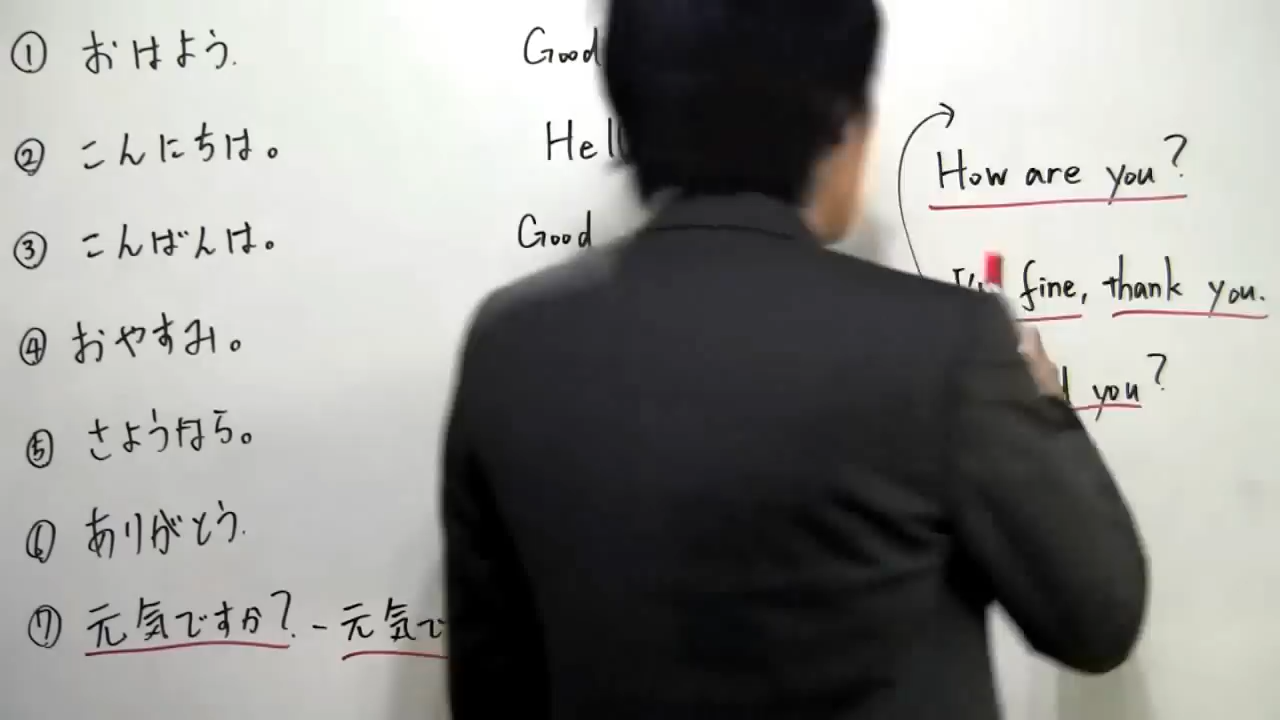 ① おはよう.
Good
② こんにちは。
③ こんばんは。
Good
④ おやすみ。
⑤ さようなら。
⑥ ありがとう.
⑦ 元気ですか? - 元気で
How are you?
fine, thank you.
you?